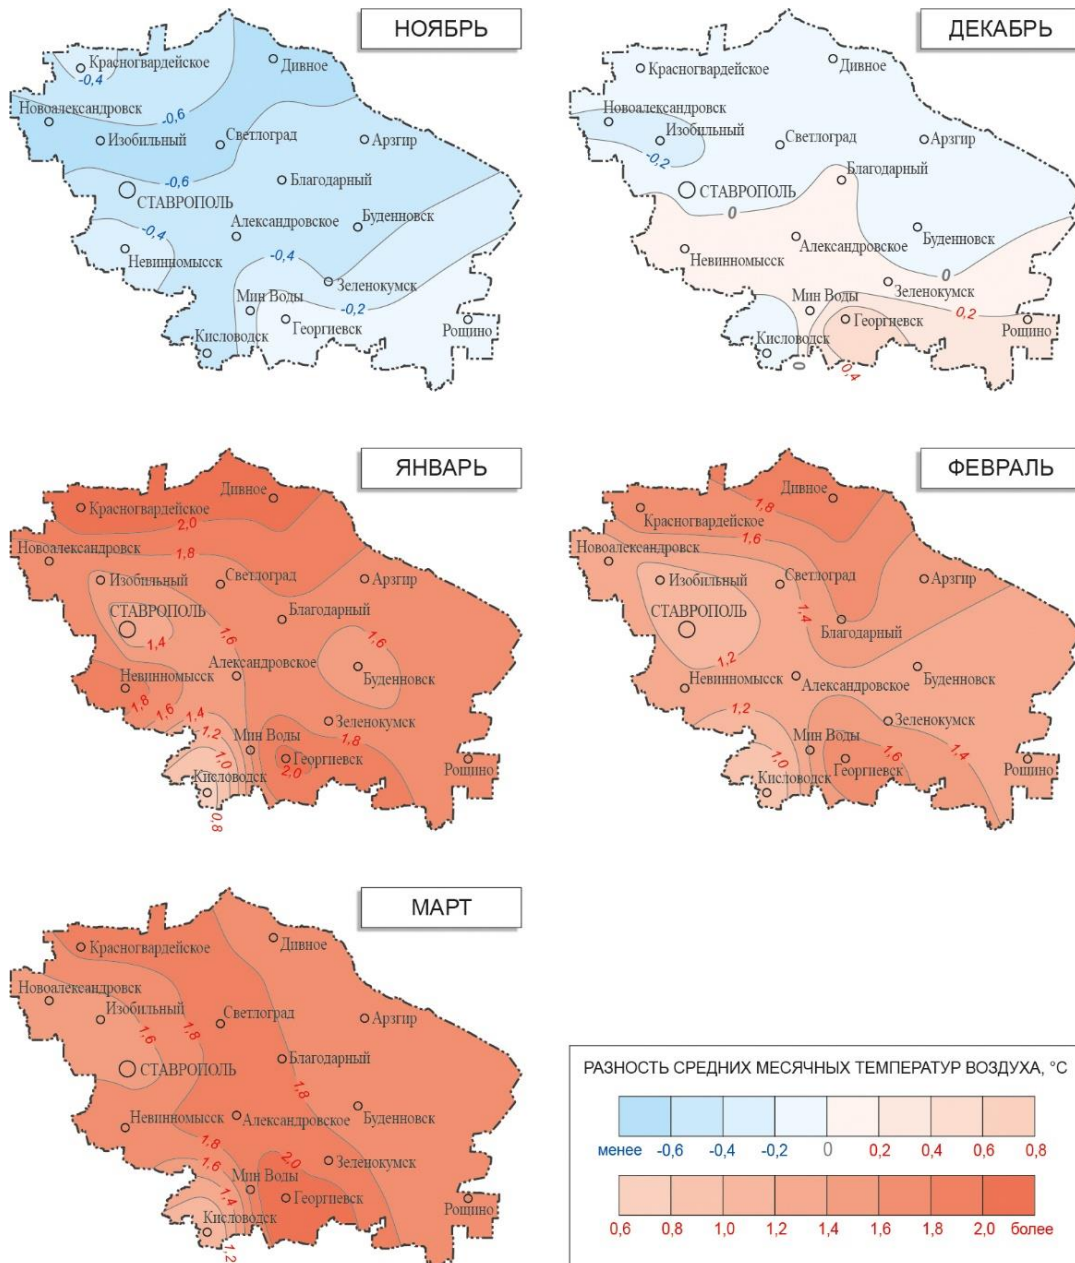 НОЯБРЬ
Красногвардейское
-0,4
Дивное
Новоалександровск
-0,6
Изобильный
Светлоград
Арзгир
-0,6
Благодарный
СТАВРОПОЛЬ
-0,4
Александровское
Буденновск
Невинномысск
-0,4
Зеленокумск
Мин Воды
-0,2
Георгиевск
Рощино
Кисловодск
ДЕКАБРЬ
Красногвардейское
Дивное
Новоалександровск
Изобильный
-0,2
Светлоград
Арзгир
Благодарный
СТАВРОПОЛЬ
0
Александровское
Буденновск
Невинномысск
0
Зеленокумск
Мин Воды
0,2
Георгиевск
Рощино
Кисловодск
0
0,4
ЯНВАРЬ
Дивное
Красногвардейское
2,0
Новоалександровск
1,8
Изобильный
Светлоград
Арзгир
СТАВРОПОЛЬ
Благодарный
1,4
1,6
1,6
Александровское
Невинномысск
Буденновск
1,8
1,6
1,4
Зеленокумск
1,2
Мин Воды
1,8
1,0
Георгиевск
Рощино
Кисловодск
2,0
0,8
ФЕВРАЛЬ
Дивное
1,8
Красногвардейское
1,6
Новоалександровск
Изобильный
Светлоград
Арзгир
СТАВРОПОЛЬ
1,4
Благодарный
1,2
Невинномысск
Александровское
Буденновск
1,2
Зеленокумск
Мин Воды
1,0
1,6
1,4
Георгиевск
Рощино
Кисловодск
МАРТ
Красногвардейское
Дивное
Новоалександровск
Изобильный
Светлоград
Арзгир
1,6
1,8
СТАВРОПОЛЬ
Благодарный
1,8
Невинномысск
Александровское
Буденновск
1,8
1,6
2,0
Зеленокумск
Мин Воды
1,4
Георгиевск
Рощино
Кисловодск
1,2
РАЗНОСТЬ СРЕДНИХ МЕСЯЧНЫХ ТЕМПЕРАТУР ВОЗДУХА, °С
менее -0,6 -0,4 -0,2 0 0,2 0,4 0,6 0,8
0,6 0,8 1,0 1,2 1,4 1,6 1,8 2,0 более